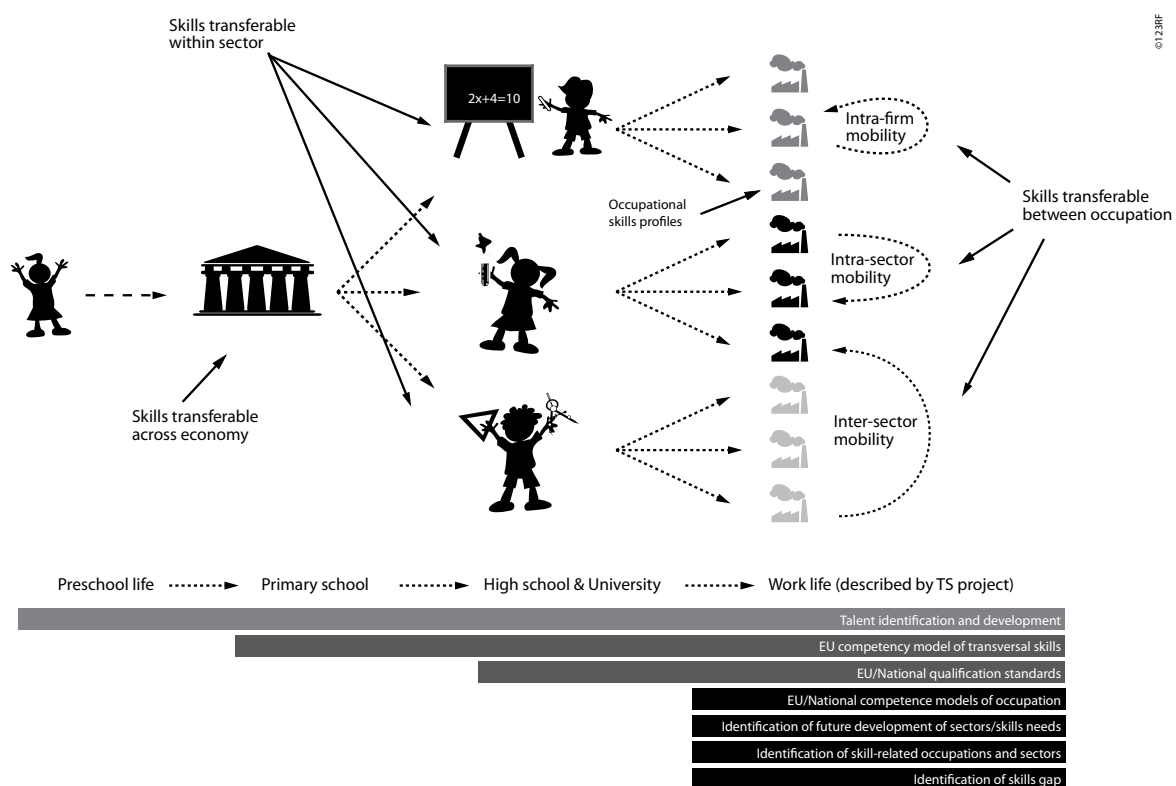 Skills transferable
within sector
©123RF
2x+4=10
Intra-firm
mobility
Occupational
skills profiles
Skills transferable
between occupation
Intra-sector
mobility
Skills transferable
across economy
Inter-sector
mobility
Preschool life
Primary school
High school & University
Work life (described by TS project)
Talent identification and development
EU competency model of transversal skills
EU/National qualification standards
EU/National competence models of occupation
Identification of future development of sectors/skills needs
Identification of skill-related occupations and sectors
Identification of skills gap